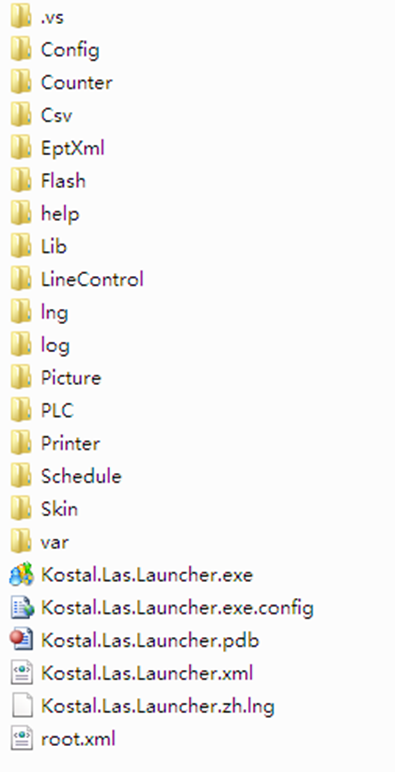 .vs
Config
Counter
Csv
EptXml
Flash
help
Lib
LineControl
lng
log
Picture
PLC
Printer
Schedule
Skin
var
Kostal.Las.Launcher.exe
Kostal.Las.Launcher.exe.config
Kostal.Las.Launcher.pdb
Kostal.Las.Launcher.xml
Kostal.Las.Launcher.zh.lng
root.xml